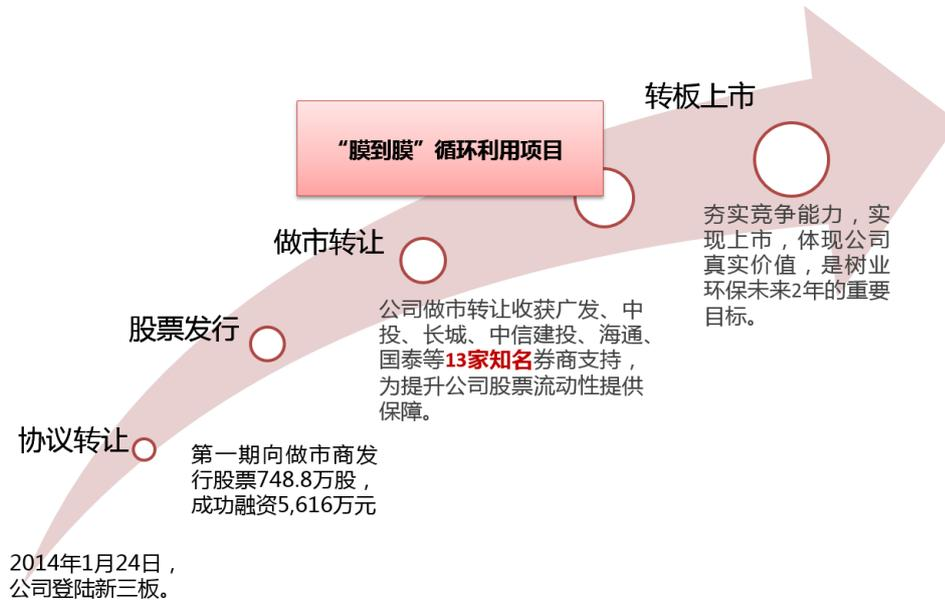 转板上市
“膜到膜”循环利用项目
夯实竞争能力，实
现上市，体现公司
真实价值，是树业
环保未来2年的重要
目标。
做市转让
公司做市转让收获广发、中
投、长城、中信建投、海通、
国泰等13家知名券商支持，
为提升公司股票流动性提供
保障。
股票发行
第一期向做市商发
行股票748.8万股，
成功融资5,616万元
协议转让
2014年1月24日，
公司登陆新三板。